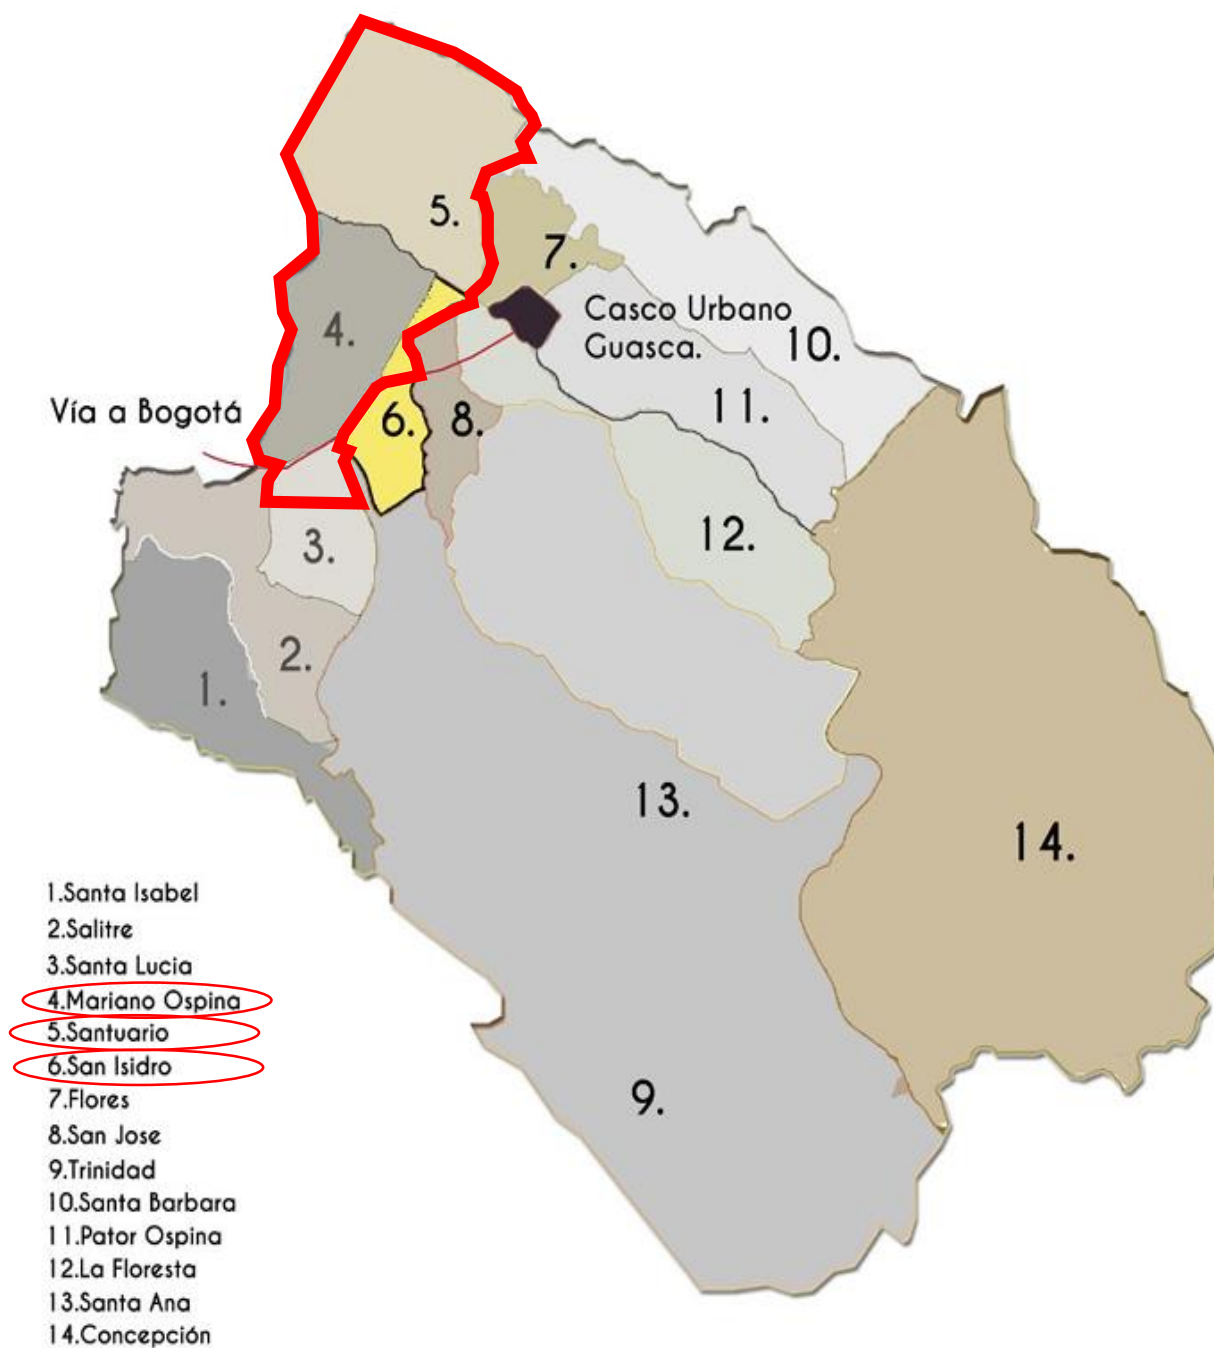 5.
7.
Casco Urbano
Guasca.
10.
4.
Vía a Bogotá
6.
8.
11.
12.
3.
2.
1.
13.
14.
9.
1.Santa Isabel
2.Salitre
3.Santa Lucia
4.Mariano Ospina
5.Santuario
6.San Isidro
7.Flores
8.San Jose
9.Trinidad
10.Santa Barbara
11.Pator Ospina
12.La Floresta
13.Santa Ana
14.Concepción